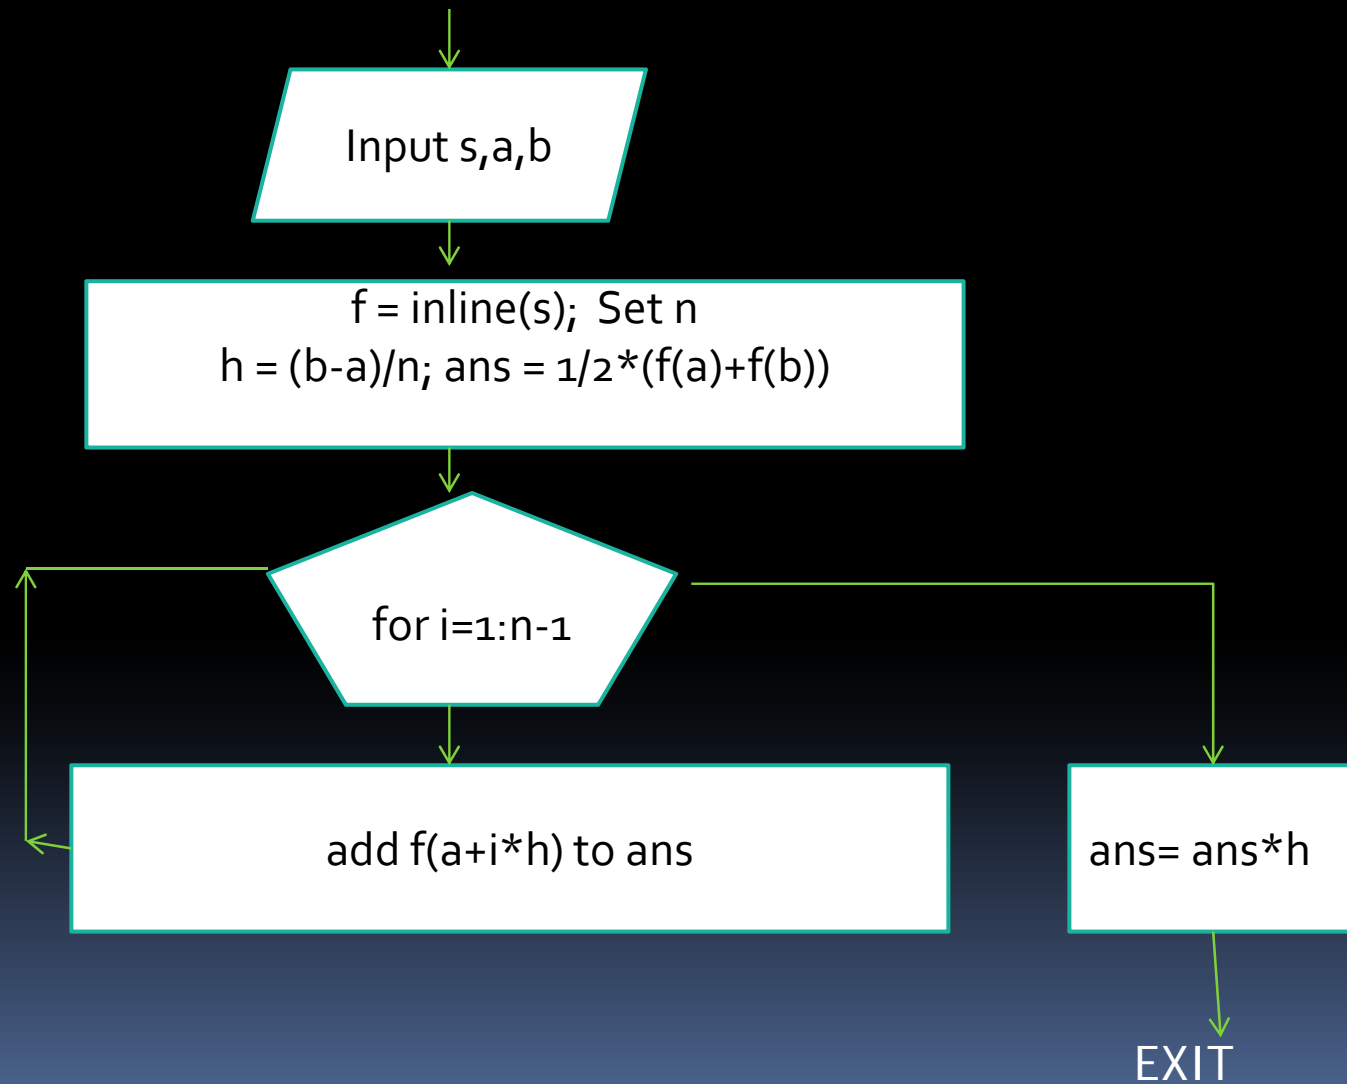 Input s,a,b
f = inline(s);  Set n
h = (b-a)/n; ans = 1/2*(f(a)+f(b))
for i=1:n-1
add f(a+i*h) to ans
ans= ans*h
EXIT